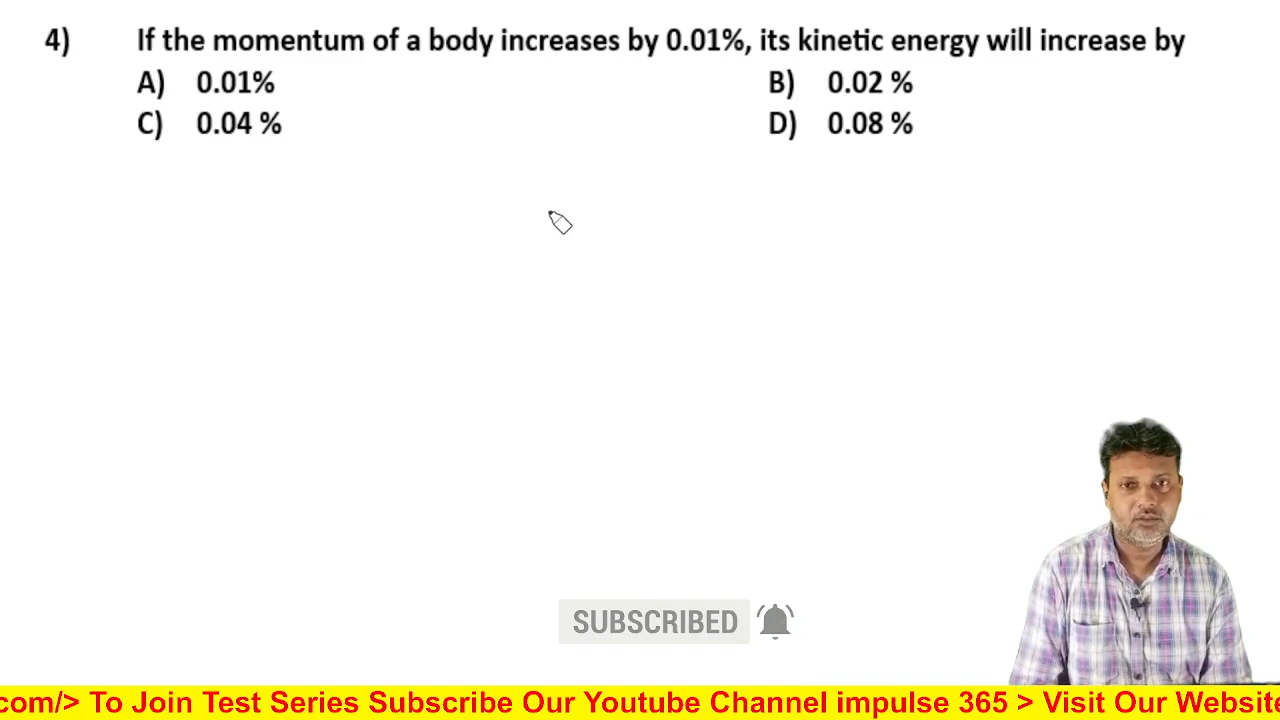 4) If the momentum of a body increases by 0.01%, its kinetic energy will increase by
A) 0.01% B) 0.02 %
C) 0.04 % D) 0.08 %
SUBSCRIBED
com/> To Join Test Series Subscribe Our Youtube Channel impulse 365 > Visit Our Website